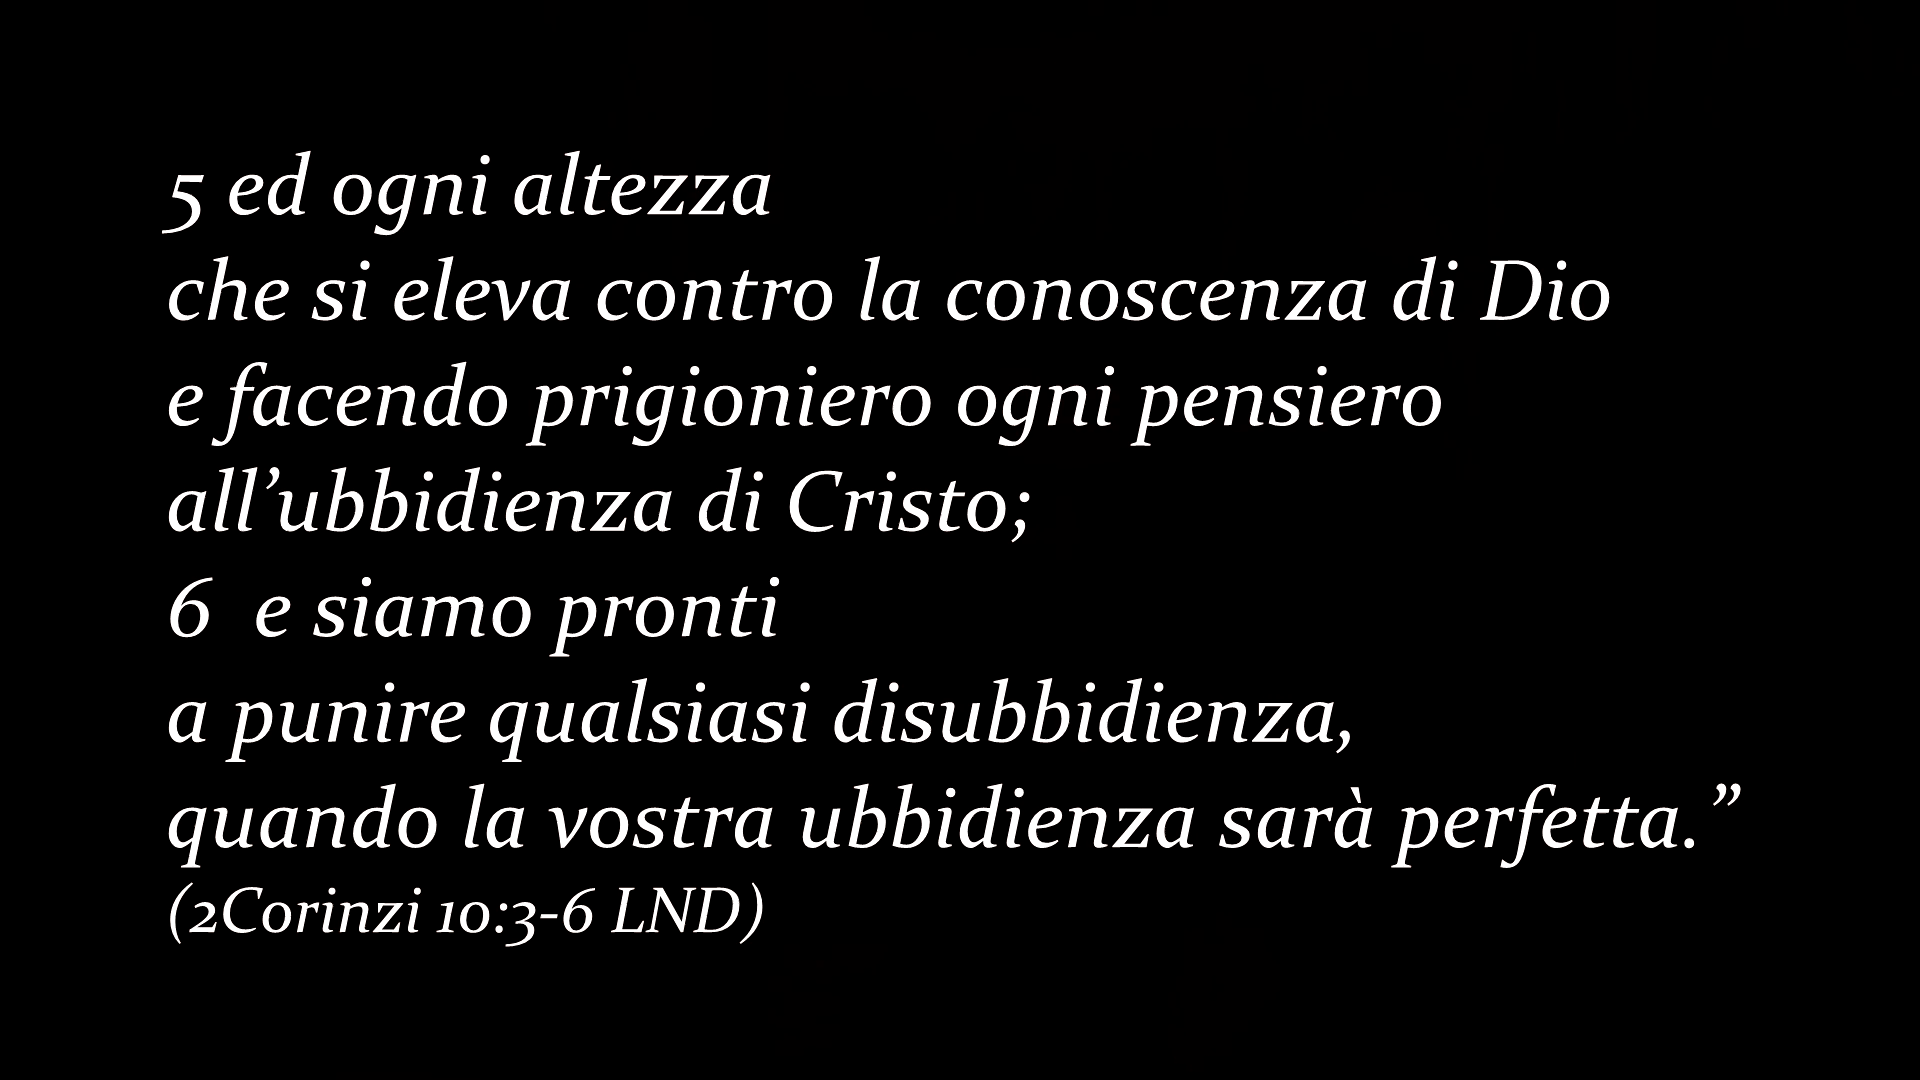 5 ed ogni altezza
che si eleva contro la conoscenza di Dio
e facendo prigioniero ogni pensiero
all’ubbidienza di Cristo;
6  e siamo pronti
a punire qualsiasi disubbidienza,
quando la vostra ubbidienza sarà perfetta.”
(2Corinzi 10:3-6 LND)